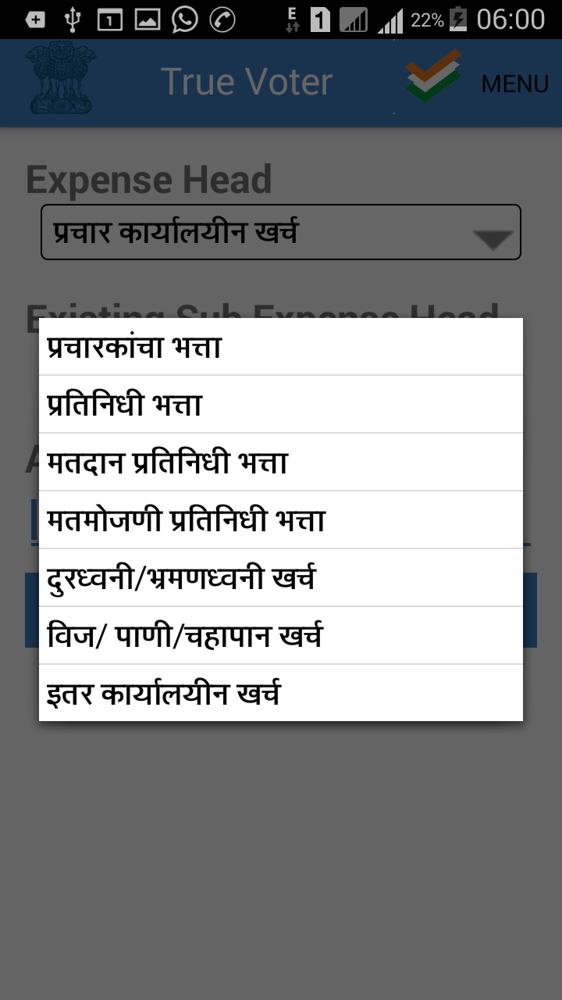 E 1 22% 06:00
True Voter MENU
Expense Head
प्रचार कार्यालयीन खर्च
Existing Sub Expense Head
प्रचारकांचा भत्ता
प्रतिनिधी भत्ता
मतदान प्रतिनिधी भत्ता
मतमोजणी प्रतिनिधी भत्ता
दुरध्वनी/भ्रमणध्वनी खर्च
विज/ पाणी/चहापान खर्च
इतर कार्यालयीन खर्च